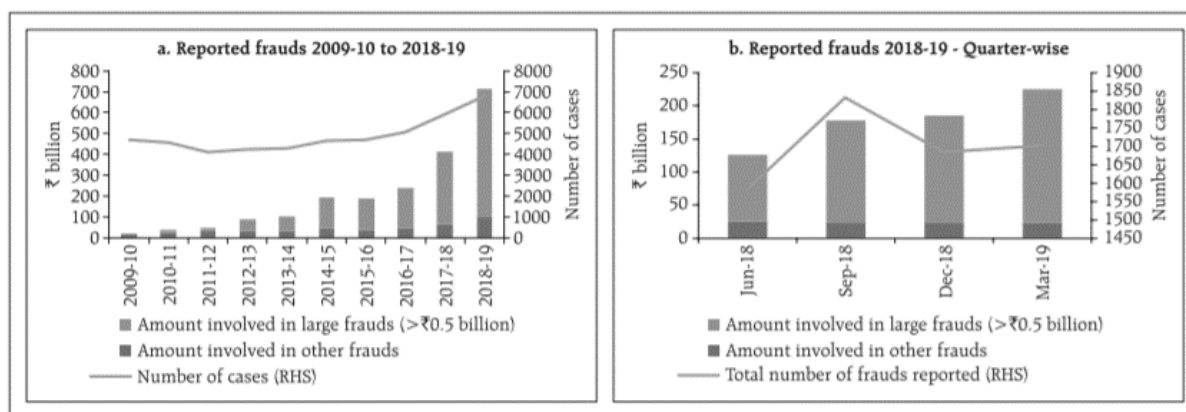 a. Reported frauds 2009-10 to 2018-19
800
700
600
500
400
300
200
100
0
₹ billion
8000
7000
6000
5000
4000
3000
2000
1000
0
Number of cases
2009-10
2010-11
2011-12
2012-13
2013-14
2014-15
2015-16
2016-17
2017-18
2018-19
Amount involved in large frauds (>₹0.5 billion)
Amount involved in other frauds
Number of cases (RHS)
b. Reported frauds 2018-19 - Quarter-wise
250
200
150
100
50
0
₹ billion
1900
1850
1800
1750
1700
1650
1600
1550
1500
1450
Number of cases
Jun-18
Sep-18
Dec-18
Mar-19
Amount involved in large frauds (>₹0.5 billion)
Amount involved in other frauds
Total number of frauds reported (RHS)